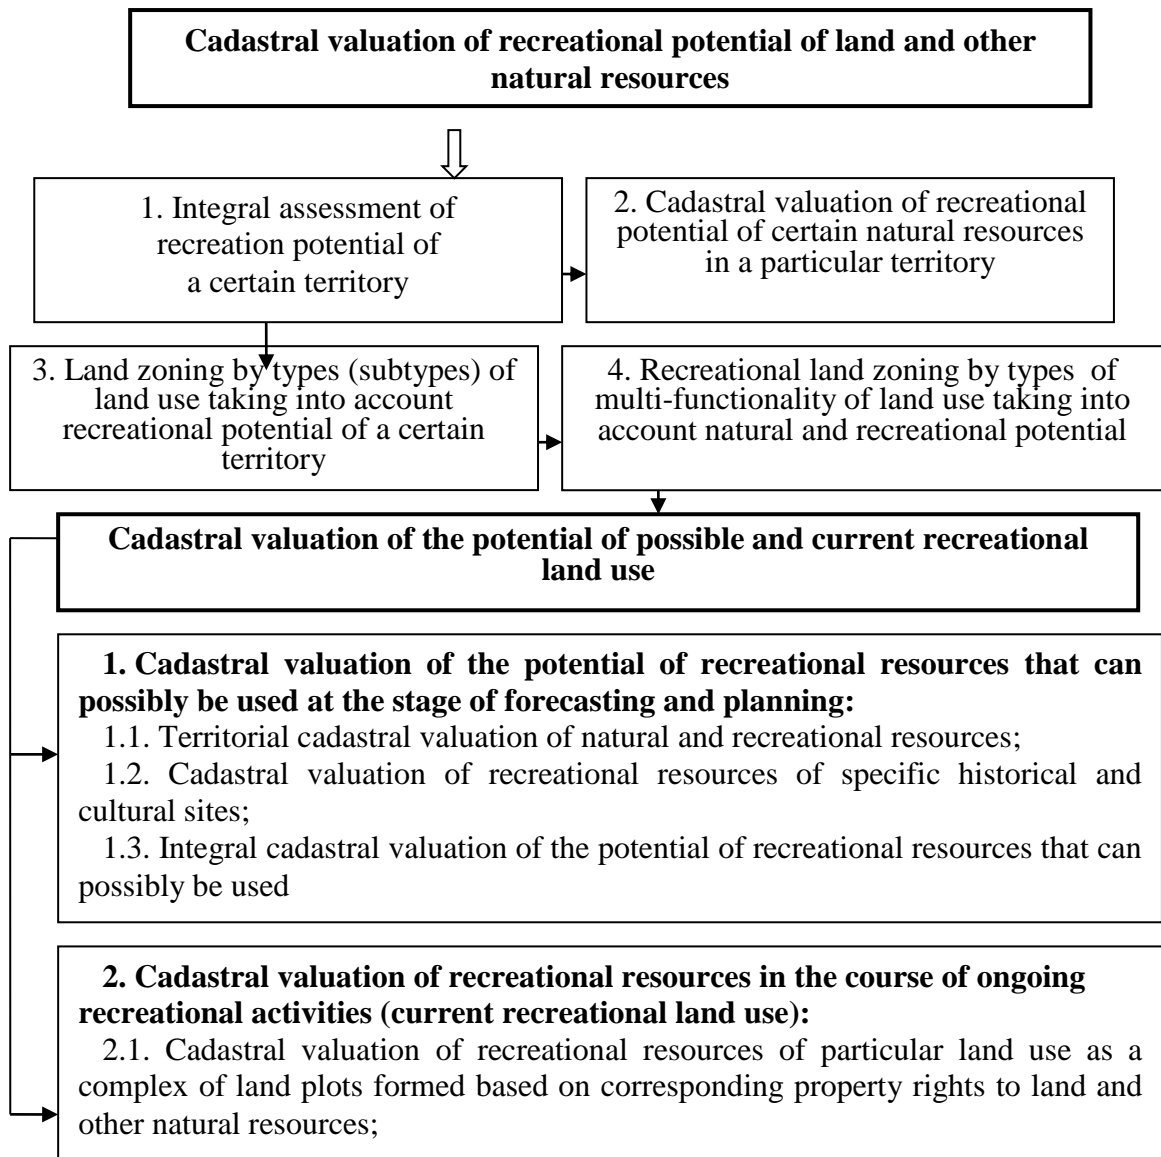 Cadastral valuation of recreational potential of land and other
natural resources
1. Integral assessment of
recreation potential of
a certain territory
2. Cadastral valuation of recreational
potential of certain natural resources
in a particular territory
3. Land zoning by types (subtypes) of
land use taking into account
recreational potential of a certain
territory
4. Recreational land zoning by types of
multi-functionality of land use taking into
account natural and recreational potential
Cadastral valuation of the potential of possible and current recreational
land use
1. Cadastral valuation of the potential of recreational resources that can
possibly be used at the stage of forecasting and planning:
1.1. Territorial cadastral valuation of natural and recreational resources;
1.2. Cadastral valuation of recreational resources of specific historical and
cultural sites;
1.3. Integral cadastral valuation of the potential of recreational resources that can
possibly be used
2. Cadastral valuation of recreational resources in the course of ongoing
recreational activities (current recreational land use):
2.1. Cadastral valuation of recreational resources of particular land use as a
complex of land plots formed based on corresponding property rights to land and
other natural resources;